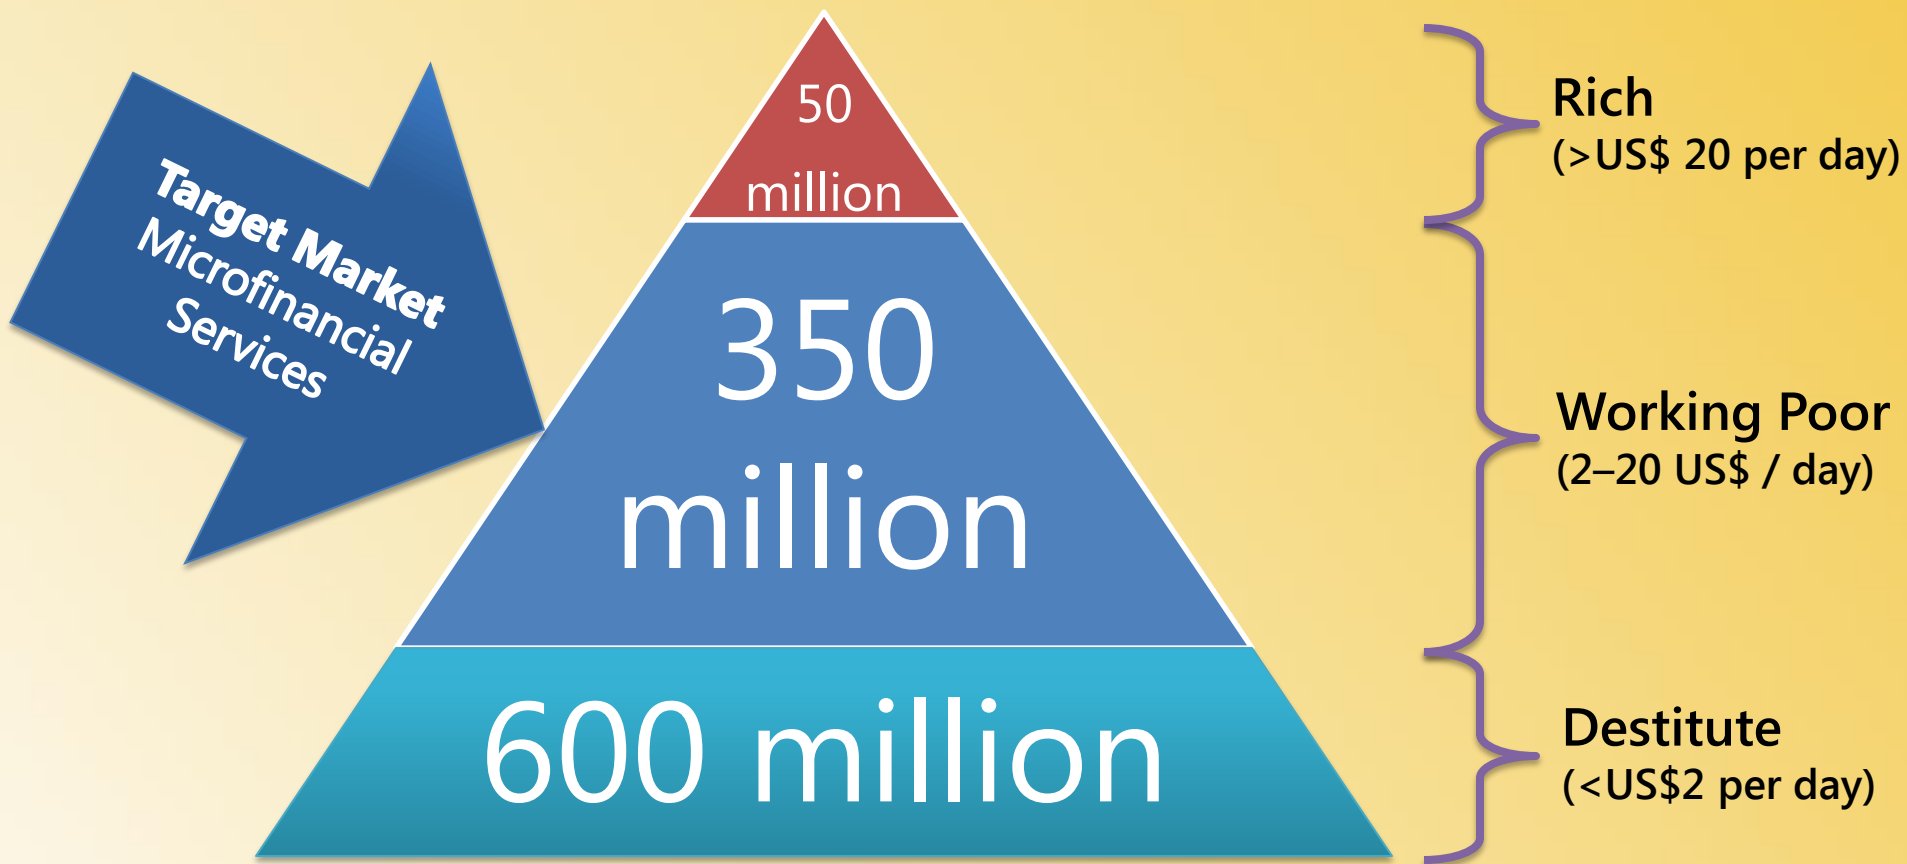 Target Market
Microfinancial
Services
50
million
350
million
600 million
Rich
(>US$ 20 per day)
Working Poor
(2–20 US$ / day)
Destitute
(<US$2 per day)